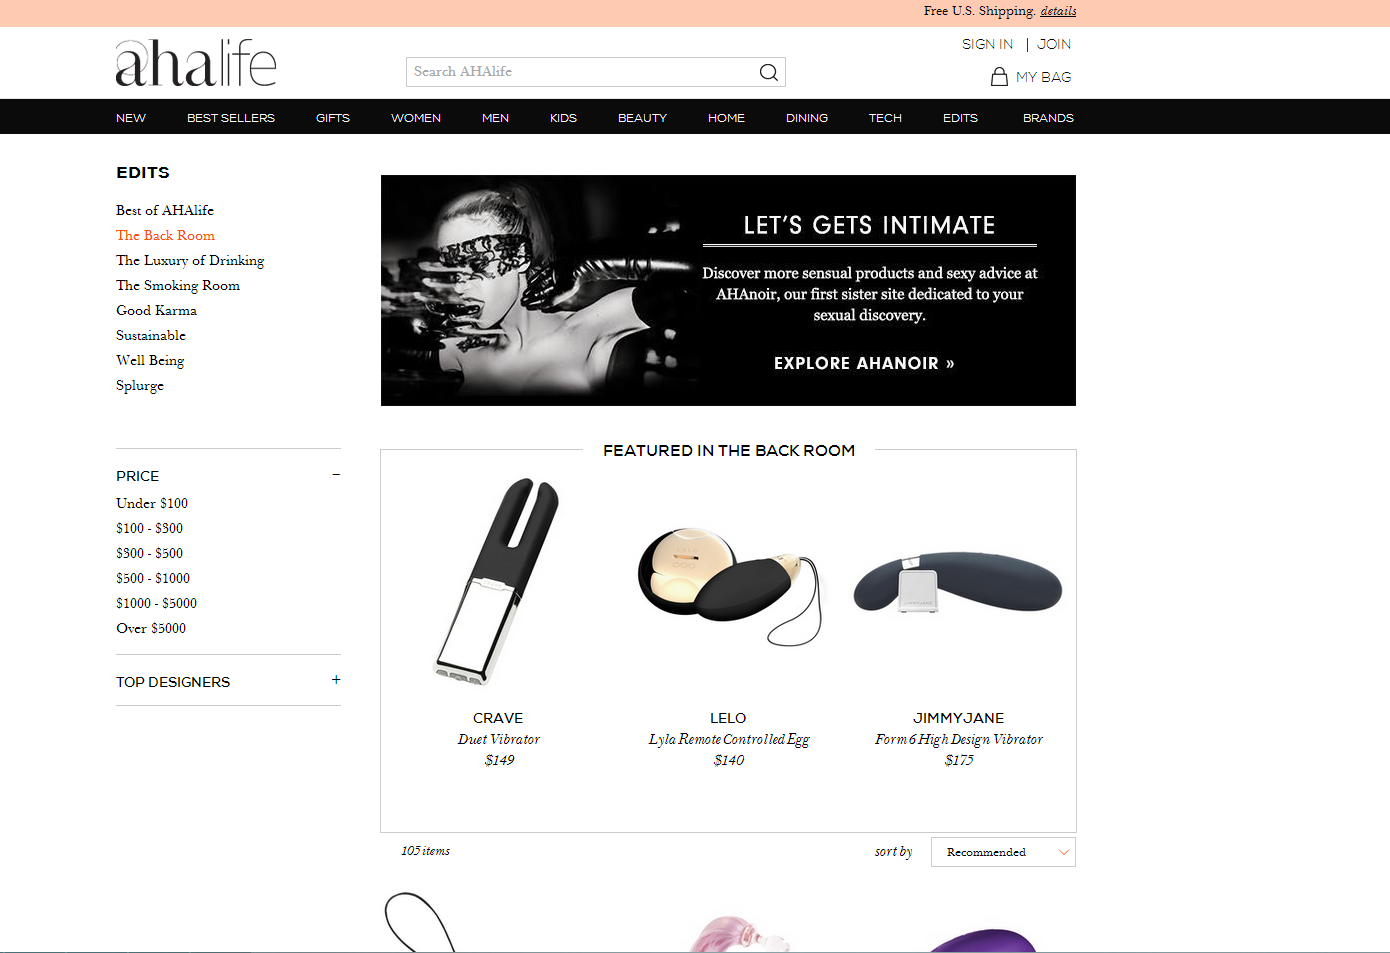 Free U.S. Shipping. details
ahalife
SIGN IN | JOIN
Search AHAlife
MY BAG
NEW BEST SELLERS GIFTS WOMEN MEN KIDS BEAUTY HOME DINING TECH EDITS BRANDS
EDITS
Best of AHAlife
The Back Room
The Luxury of Drinking
The Smoking Room
Good Karma
Sustainable
Well Being
Splurge
PRICE –
Under $100
$100 - $300
$300 - $500
$500 - $1000
$1000 - $5000
Over $5000
TOP DESIGNERS +
LET'S GETS INTIMATE
Discover more sensual products and sexy advice at
AHAnoir, our first sister site dedicated to your
sexual discovery.
EXPLORE AHANOIR »
FEATURED IN THE BACK ROOM
LELO
JIMMYJANE
CRAVE
Duet Vibrator
$149
LELO
Lyla Remote Controlled Egg
$140
JIMMYJANE
Form 6 High Design Vibrator
$175
105 items
sort by Recommended